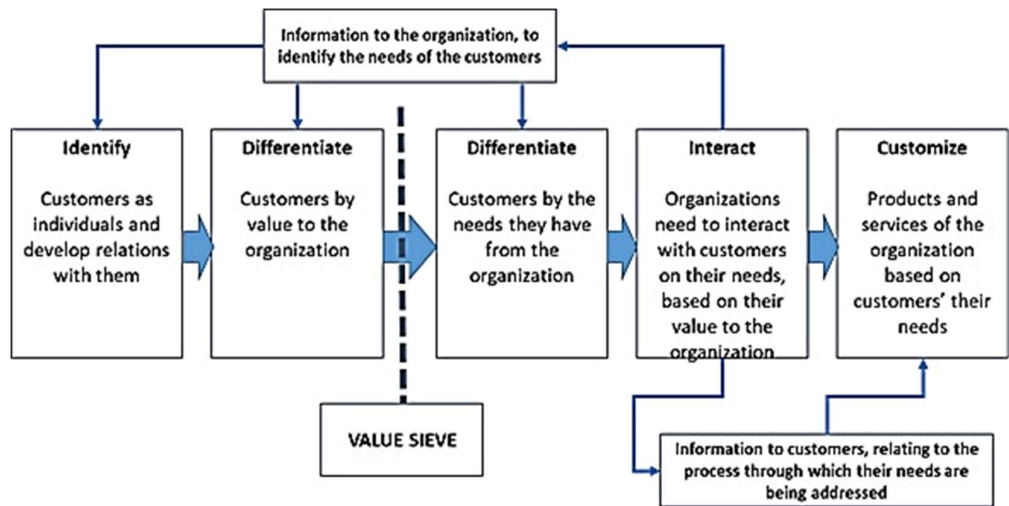 Information to the organization, to
identify the needs of the customers
Identify
Customers as
individuals and
develop relations
with them
Differentiate
Customers by
value to the
organization
Differentiate
Customers by the
needs they have
from the
organization
Interact
Organizations
need to interact
with customers
on their needs,
based on their
value to the
organization
Customize
Products and
services of the
organization
based on
customers' their
needs
VALUE SIEVE
Information to customers, relating to the
process through which their needs are
being addressed